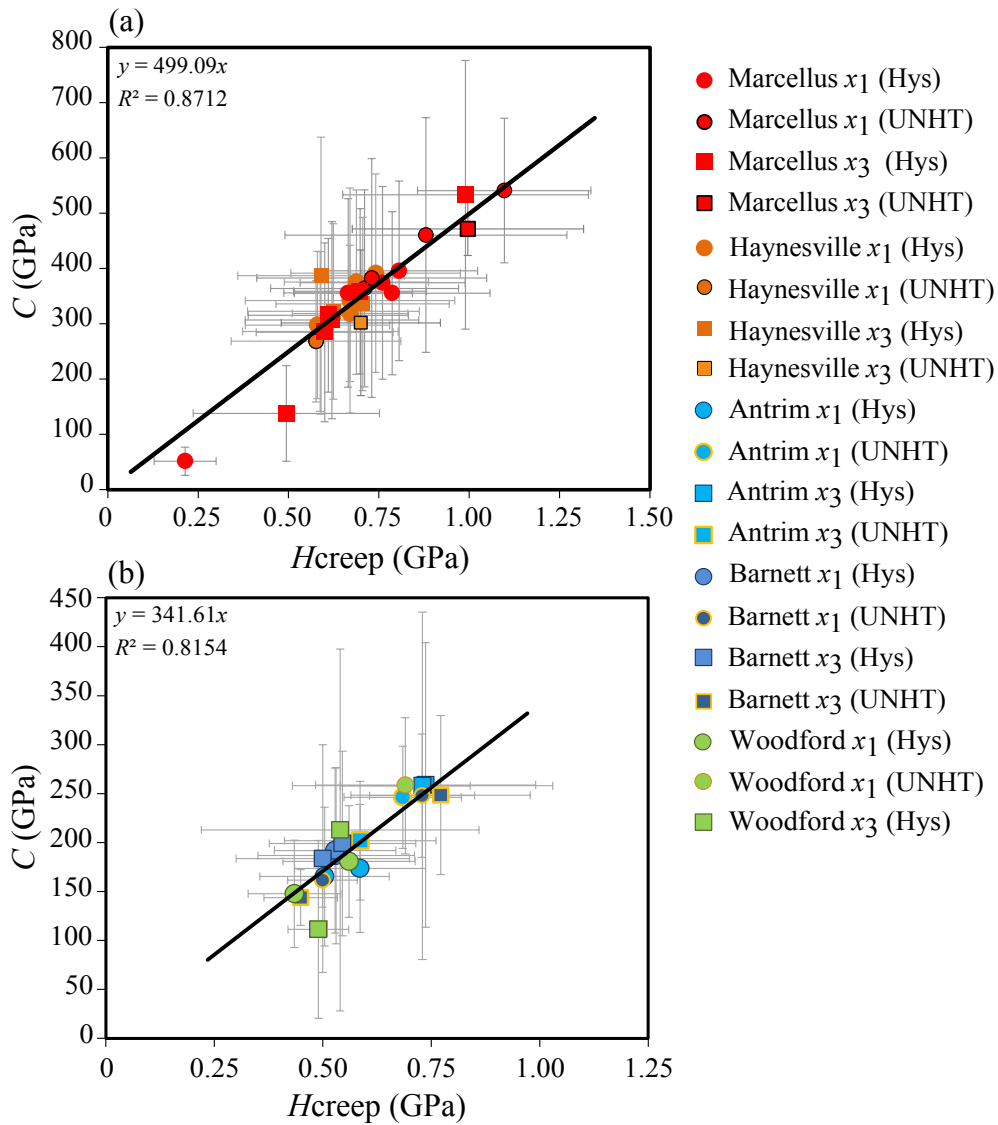 (a)
800
700
600
500
400
300
200
100
0
C (GPa)
y = 499.09x
R² = 0.8712
0
0.25
0.50
0.75
1.00
1.25
1.50
Hcreep (GPa)
(b)
450
400
350
300
250
200
150
100
50
0
C (GPa)
y = 341.61x
R² = 0.8154
0
0.25
0.50
0.75
1.00
1.25
Hcreep (GPa)
Marcellus x1 (Hys)
Marcellus x1 (UNHT)
Marcellus x3 (Hys)
Marcellus x3 (UNHT)
Haynesville x1 (Hys)
Haynesville x1 (UNHT)
Haynesville x3 (Hys)
Haynesville x3 (UNHT)
Antrim x1 (Hys)
Antrim x1 (UNHT)
Antrim x3 (Hys)
Antrim x3 (UNHT)
Barnett x1 (Hys)
Barnett x1 (UNHT)
Barnett x3 (Hys)
Barnett x3 (UNHT)
Woodford x1 (Hys)
Woodford x1 (UNHT)
Woodford x3 (Hys)